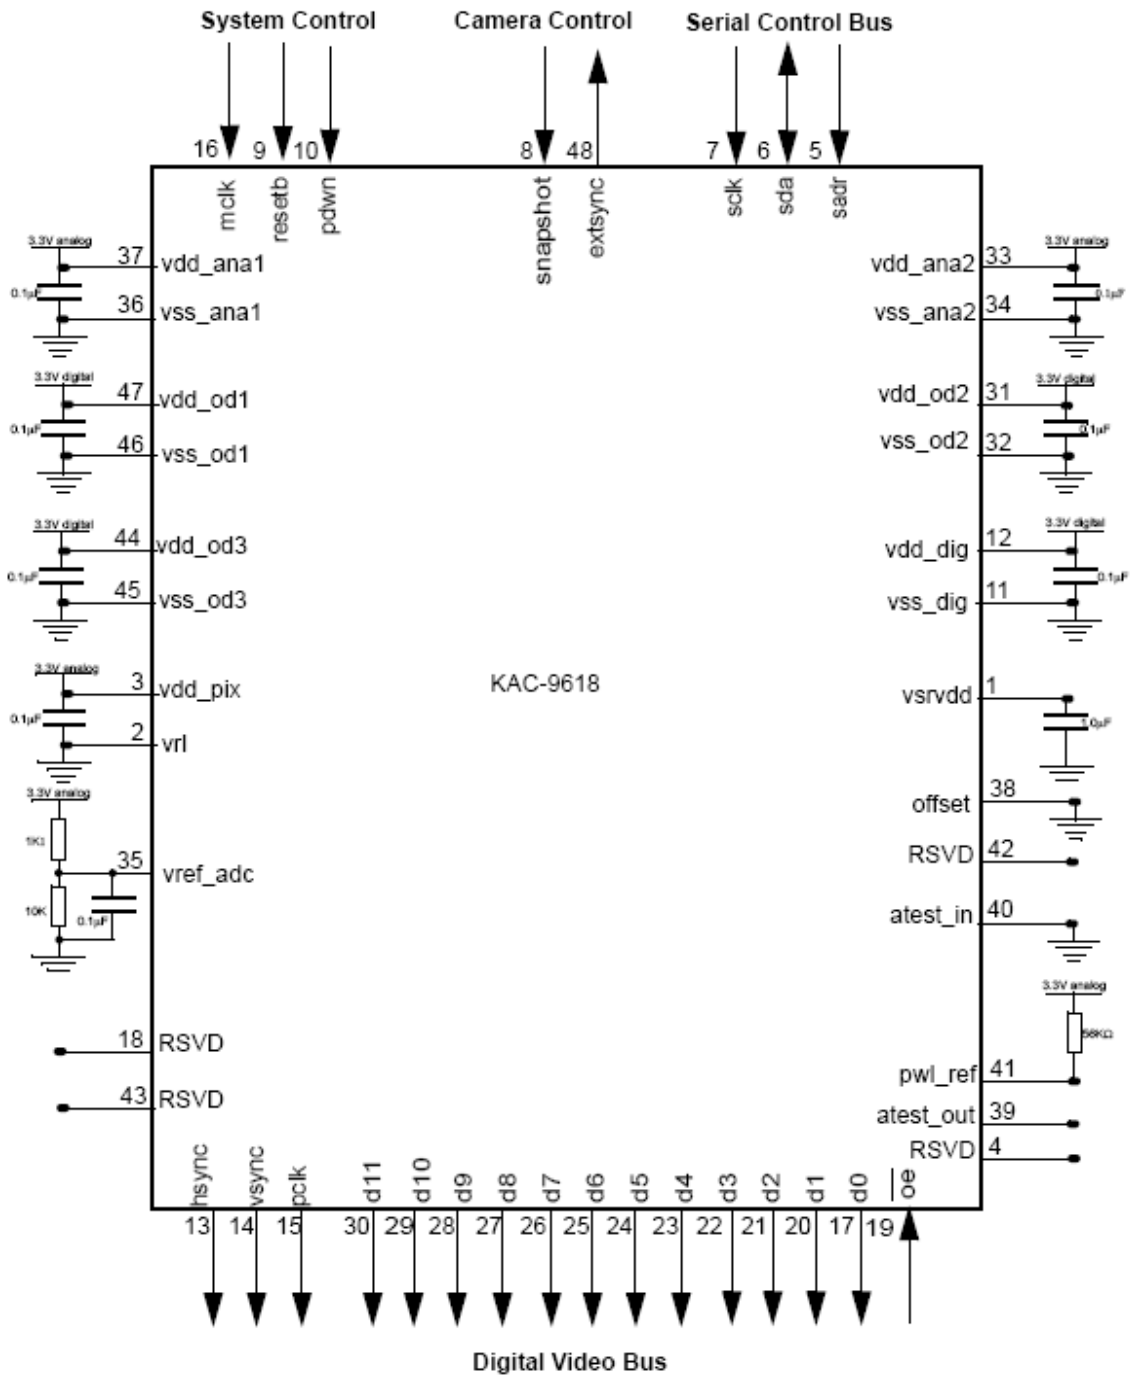 System Control Camera Control Serial Control Bus
16 9 10 8 48 7 6 5
mclk resetb pdwn snapshot extsync sclk sda sadr
3.3V analog
37 vdd_ana1
0.1µF
36 vss_ana1
3.3V digital
47 vdd_od1
0.1µF
46 vss_od1
3.3V digital
44 vdd_od3
0.1µF
45 vss_od3
3.3V analog
3 vdd_pix
0.1µF
2 vrl
3.3V analog
1KΩ
35 vref_adc
10K
0.1µF
18 RSVD
43 RSVD
KAC-9618
3.3V analog
vdd_ana2 33
0.1µF
vss_ana2 34
3.3V digital
vdd_od2 31
0.1µF
vss_od2 32
3.3V digital
vdd_dig 12
0.1µF
vss_dig 11
vsrvdd 1
1.0µF
offset 38
RSVD 42
atest_in 40
3.3V analog
56KΩ
pwl_ref 41
atest_out 39
RSVD 4
hsync vsync pclk d11 d10 d9 d8 d7 d6 d5 d4 d3 d2 d1 d0 oe
13 14 15 30 29 28 27 26 25 24 23 22 21 20 17 19
Digital Video Bus